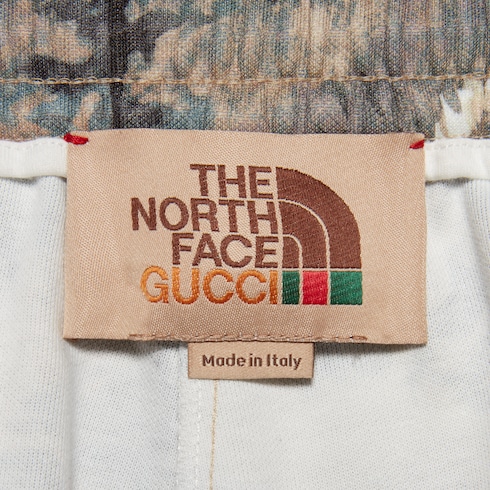 THE
NORTH
FACE
GUCCI
Made in Italy